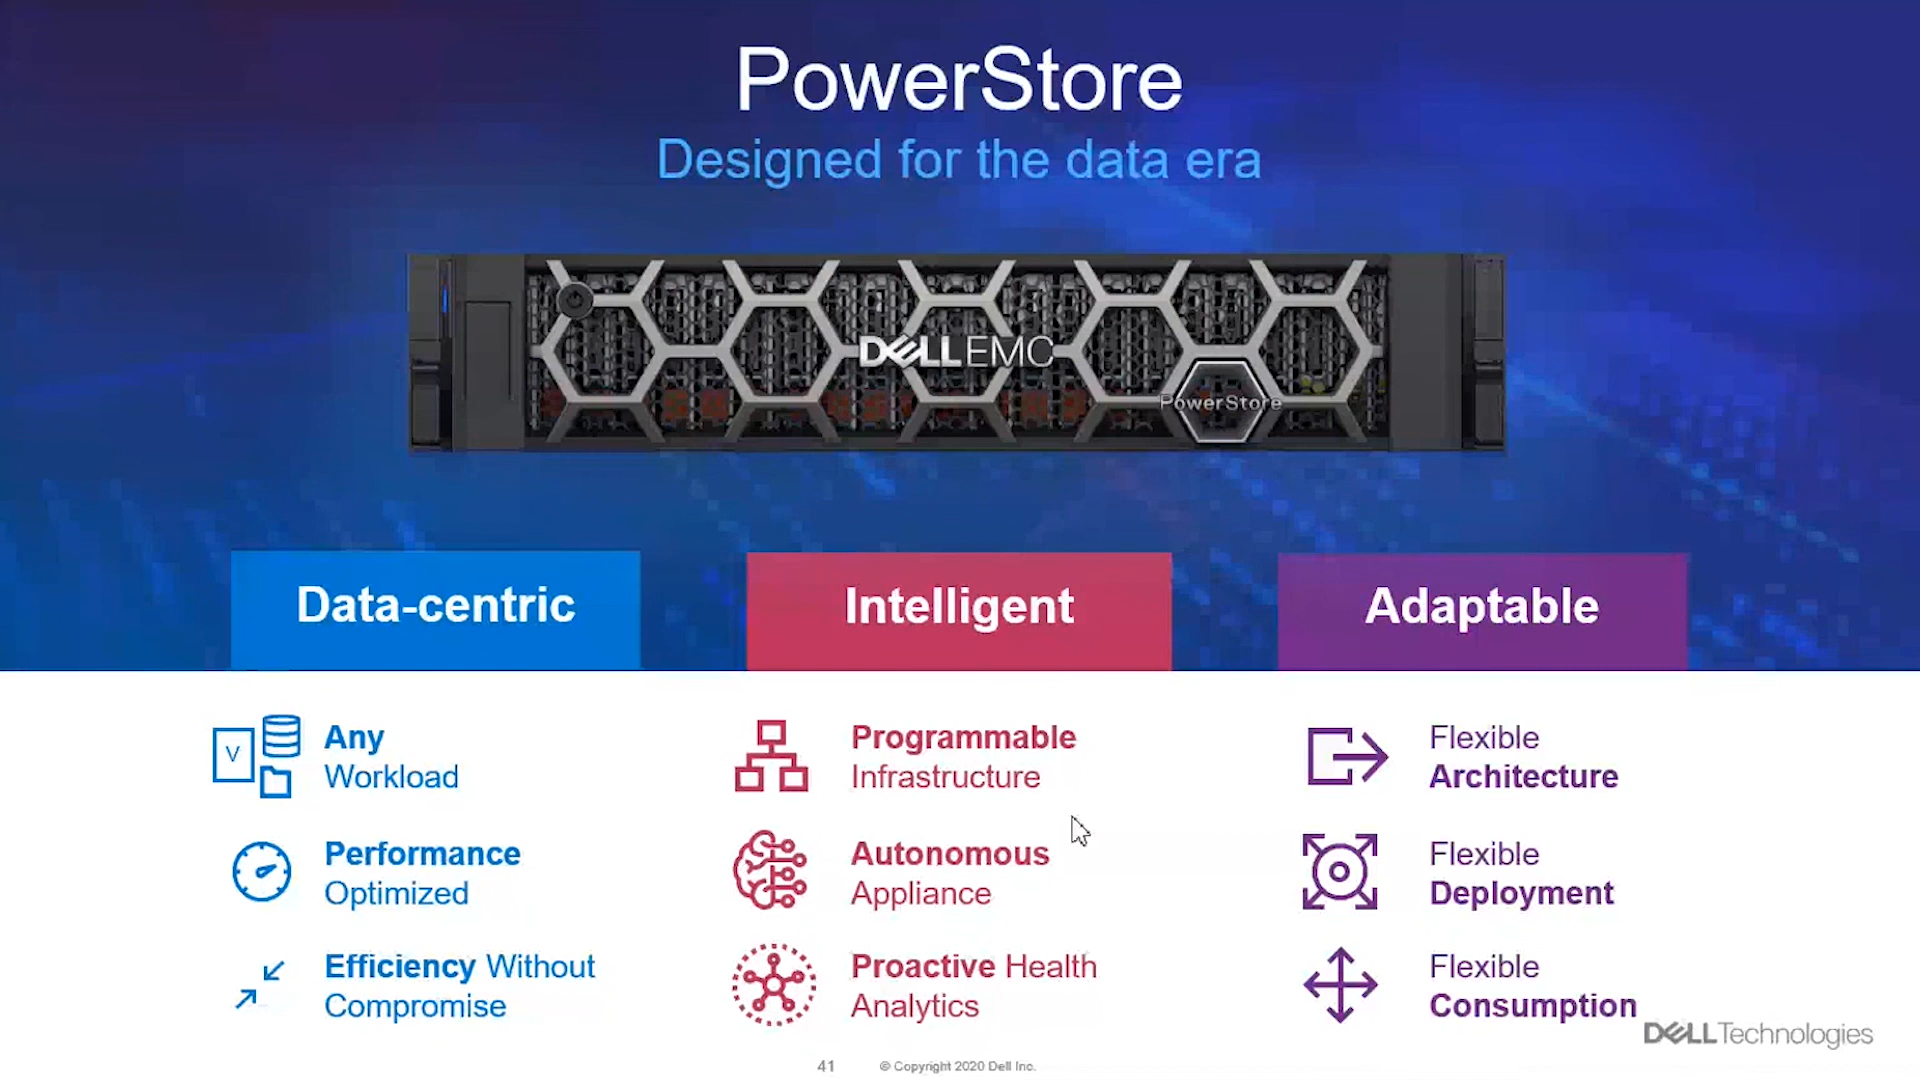 PowerStore
Designed for the data era
DELLEMC
PowerStore
Data-centric
Intelligent
Adaptable
V
Any
Workload
Performance
Optimized
Efficiency Without
Compromise
Programmable
Infrastructure
Autonomous
Appliance
Proactive Health
Analytics
Flexible
Architecture
Flexible
Deployment
Flexible
Consumption
DELLTechnologies
41
© Copyright 2020 Dell Inc.